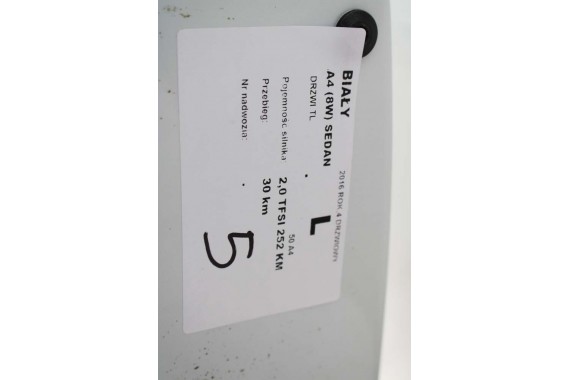 BIAŁY
2016 ROK 4 DRZWIOWY
A4 (8W) SEDAN
DRZWI TL
L
50 A4
Pojemność silnika: 2,0 TFSI 252 KM
Przebieg: 30 km
Nr nadwozia:
5